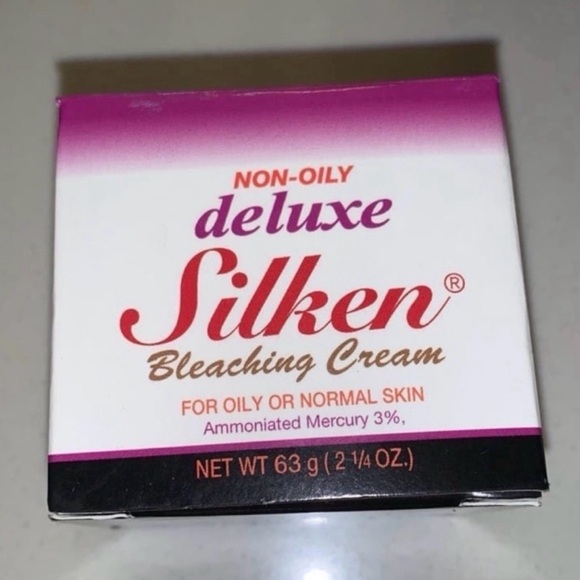 NON-OILY
deluxe
Silken®
Bleaching Cream
FOR OILY OR NORMAL SKIN
Ammoniated Mercury 3%,
NET WT 63 g ( 2 1/4 OZ.)